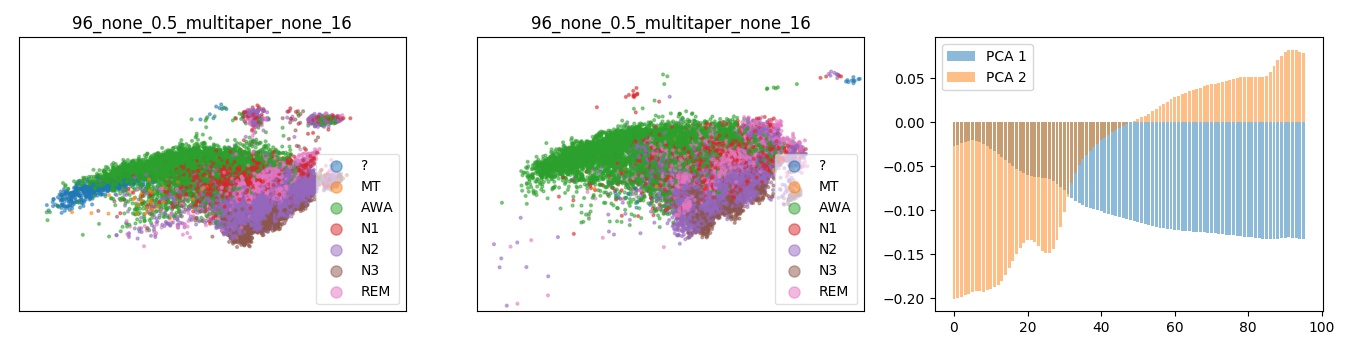 96_none_0.5_multitaper_none_16
?
MT
AWA
N1
N2
N3
REM
96_none_0.5_multitaper_none_16
?
MT
AWA
N1
N2
N3
REM
PCA 1
PCA 2
0.05
0.00
−0.05
−0.10
−0.15
−0.20
0 20 40 60 80 100